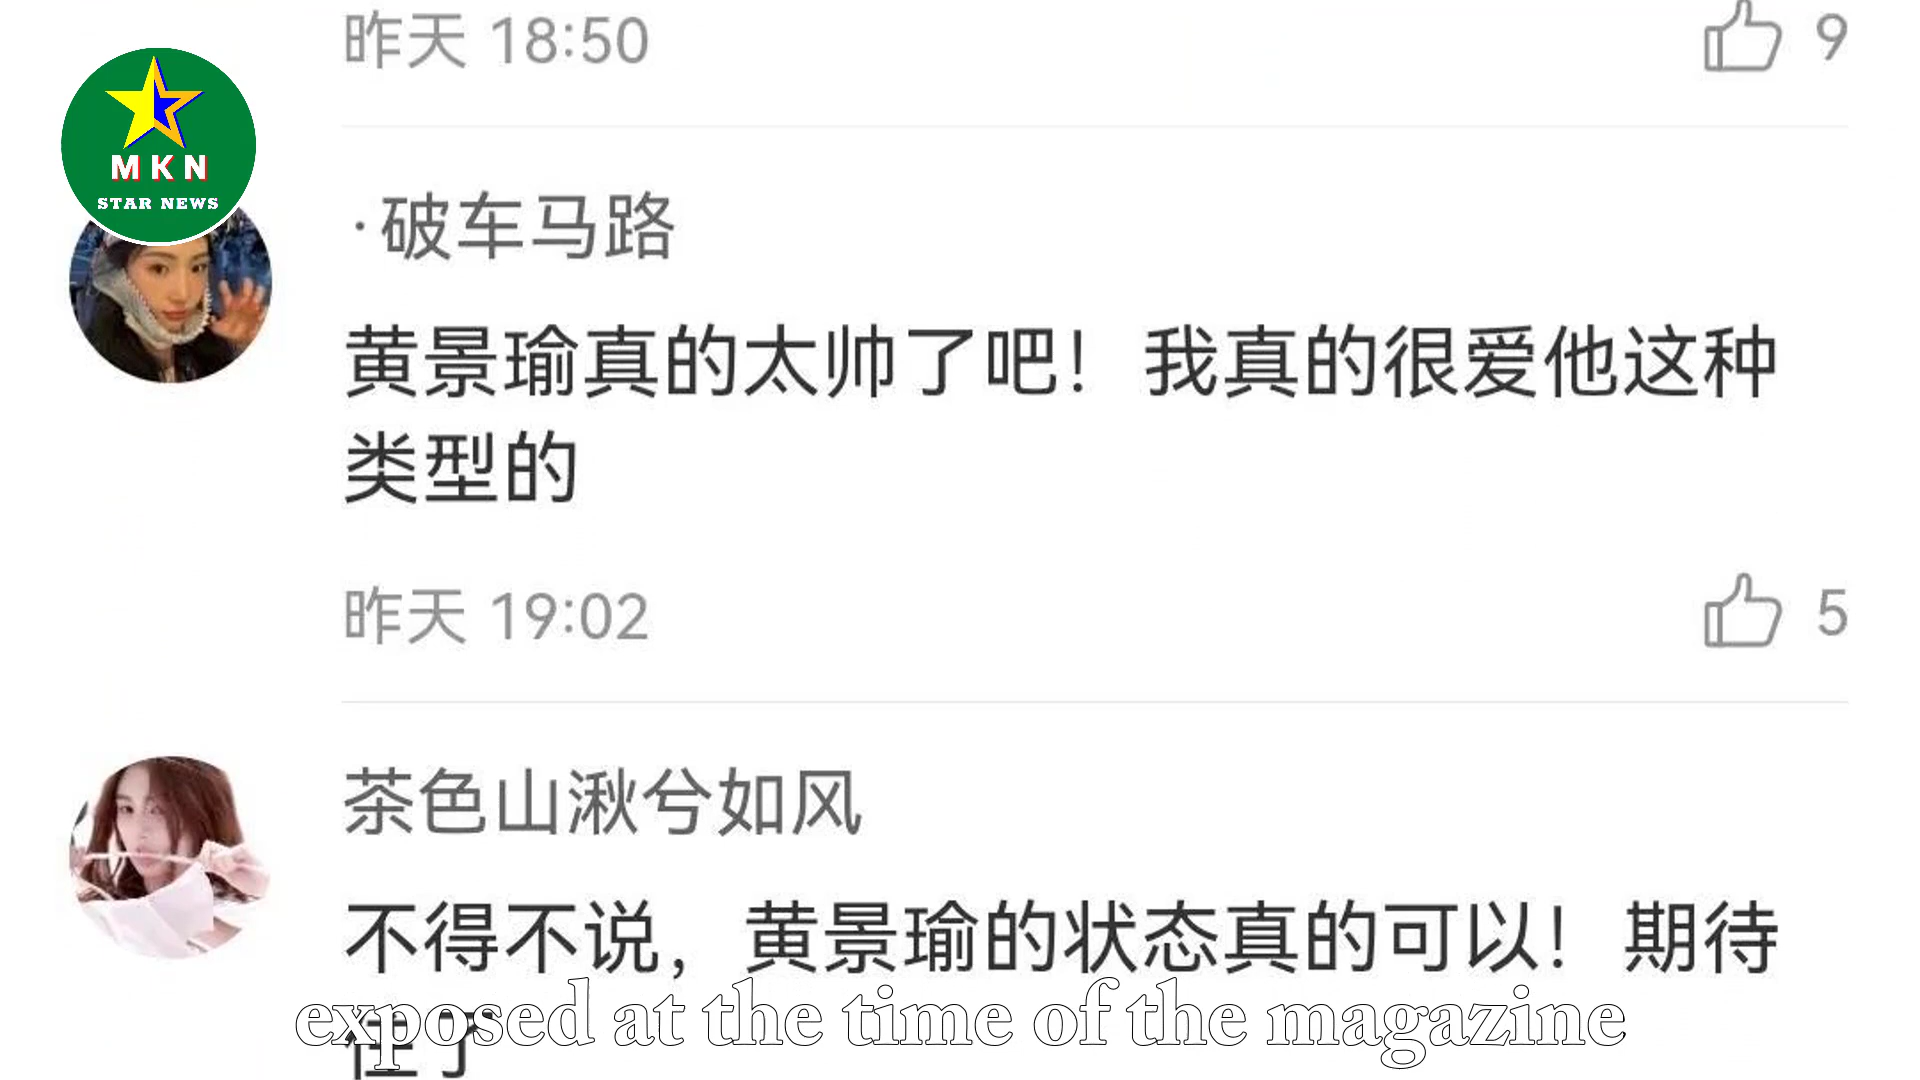 昨天 18:50
9
MKN
STAR NEWS
·破车马路
黄景瑜真的太帅了吧！我真的很爱他这种
类型的
昨天 19:02
5
茶色山湫兮如风
不得不说，黄景瑜的状态真的可以！期待
住了
exposed at the time of the magazine